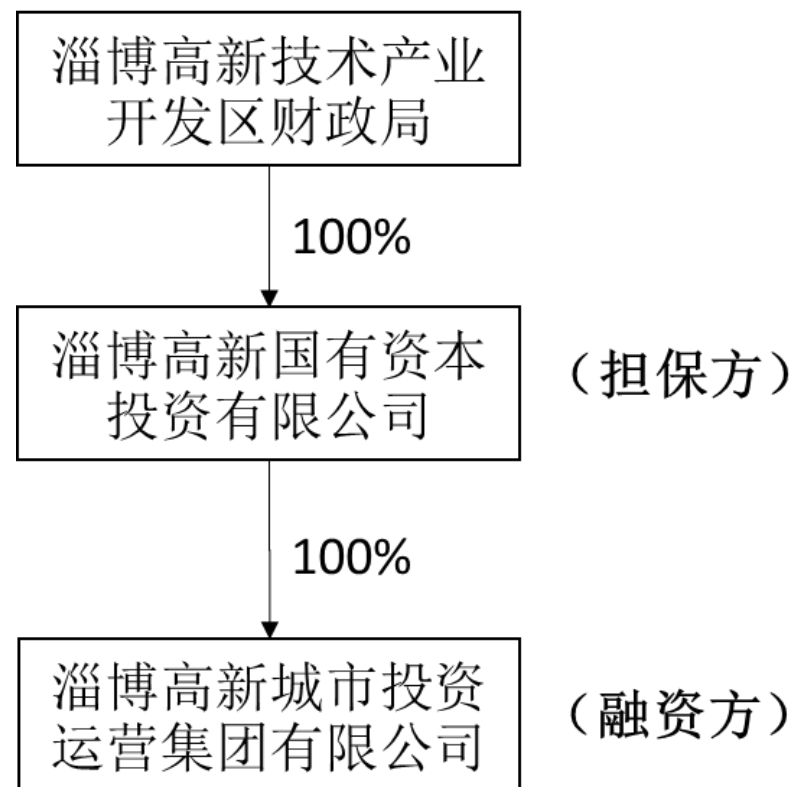 淄博高新技术产业
开发区财政局
100%
淄博高新国有资本
投资有限公司
（担保方）
100%
淄博高新城市投资
运营集团有限公司
（融资方）